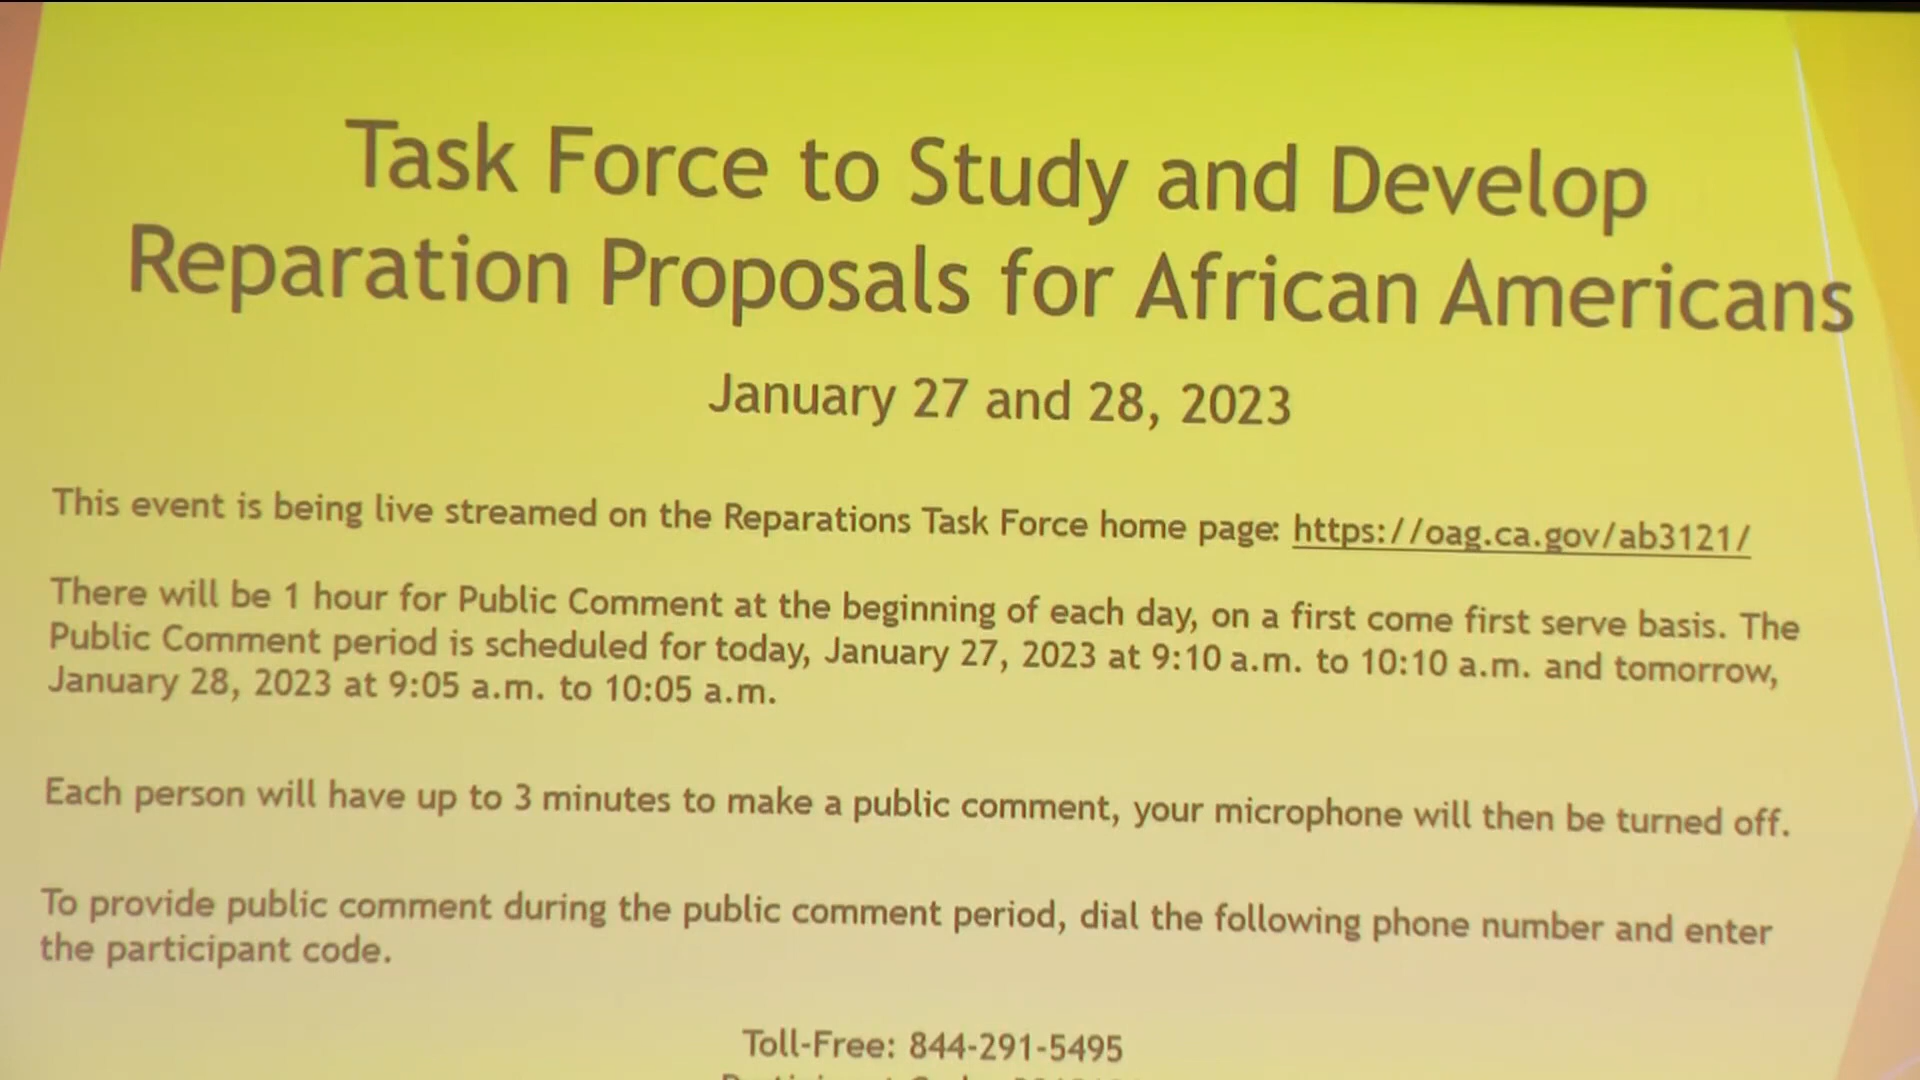 Task Force to Study and Develop
Reparation Proposals for African Americans
January 27 and 28, 2023
This event is being live streamed on the Reparations Task Force home page: https://oag.ca.gov/ab3121/
There will be 1 hour for Public Comment at the beginning of each day, on a first come first serve basis. The
Public Comment period is scheduled for today, January 27, 2023 at 9:10 a.m. to 10:10 a.m. and tomorrow,
January 28, 2023 at 9:05 a.m. to 10:05 a.m.
Each person will have up to 3 minutes to make a public comment, your microphone will then be turned off.
To provide public comment during the public comment period, dial the following phone number and enter
the participant code.
Toll-Free: 844-291-5495